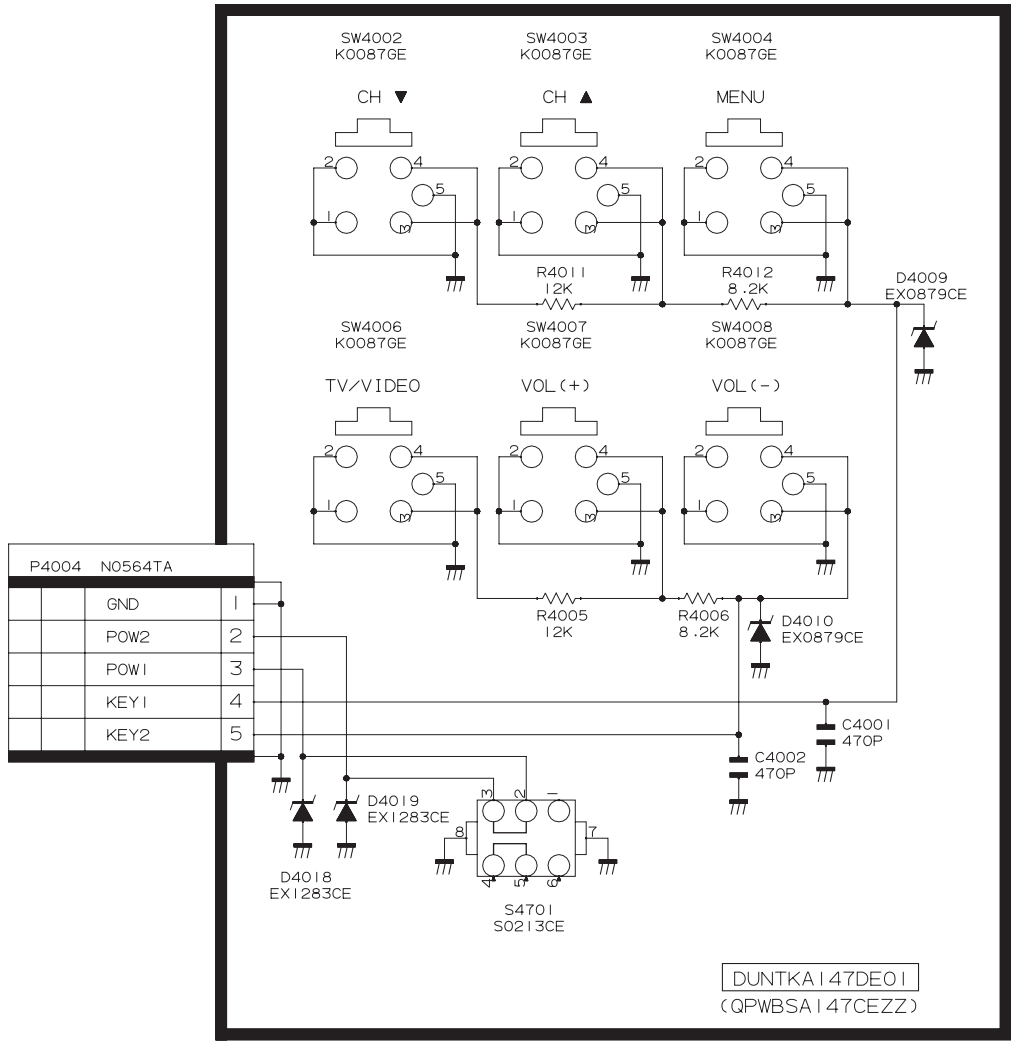 SW4002
K0087GE
SW4003
K0087GE
SW4004
K0087GE
CH ▼
CH ▲
MENU
2 4
5
1 3
2 4
5
1 3
2 4
5
1 3
R4011
12K
R4012
8.2K
D4009
EX0879CE
SW4006
K0087GE
SW4007
K0087GE
SW4008
K0087GE
TV/VIDEO
VOL(+)
VOL(-)
2 4
5
1 3
2 4
5
1 3
2 4
5
1 3
R4005
12K
R4006
8.2K
D4010
EX0879CE
P4004 N0564TA
GND 1
POW2 2
POW1 3
KEY1 4
KEY2 5
C4001
470P
C4002
470P
D4019
EX1283CE
D4018
EX1283CE
3 2 1
8 7
4 5 6
S4701
S0213CE
DUNTKA147DE01
(QPWBSA147CEZZ)